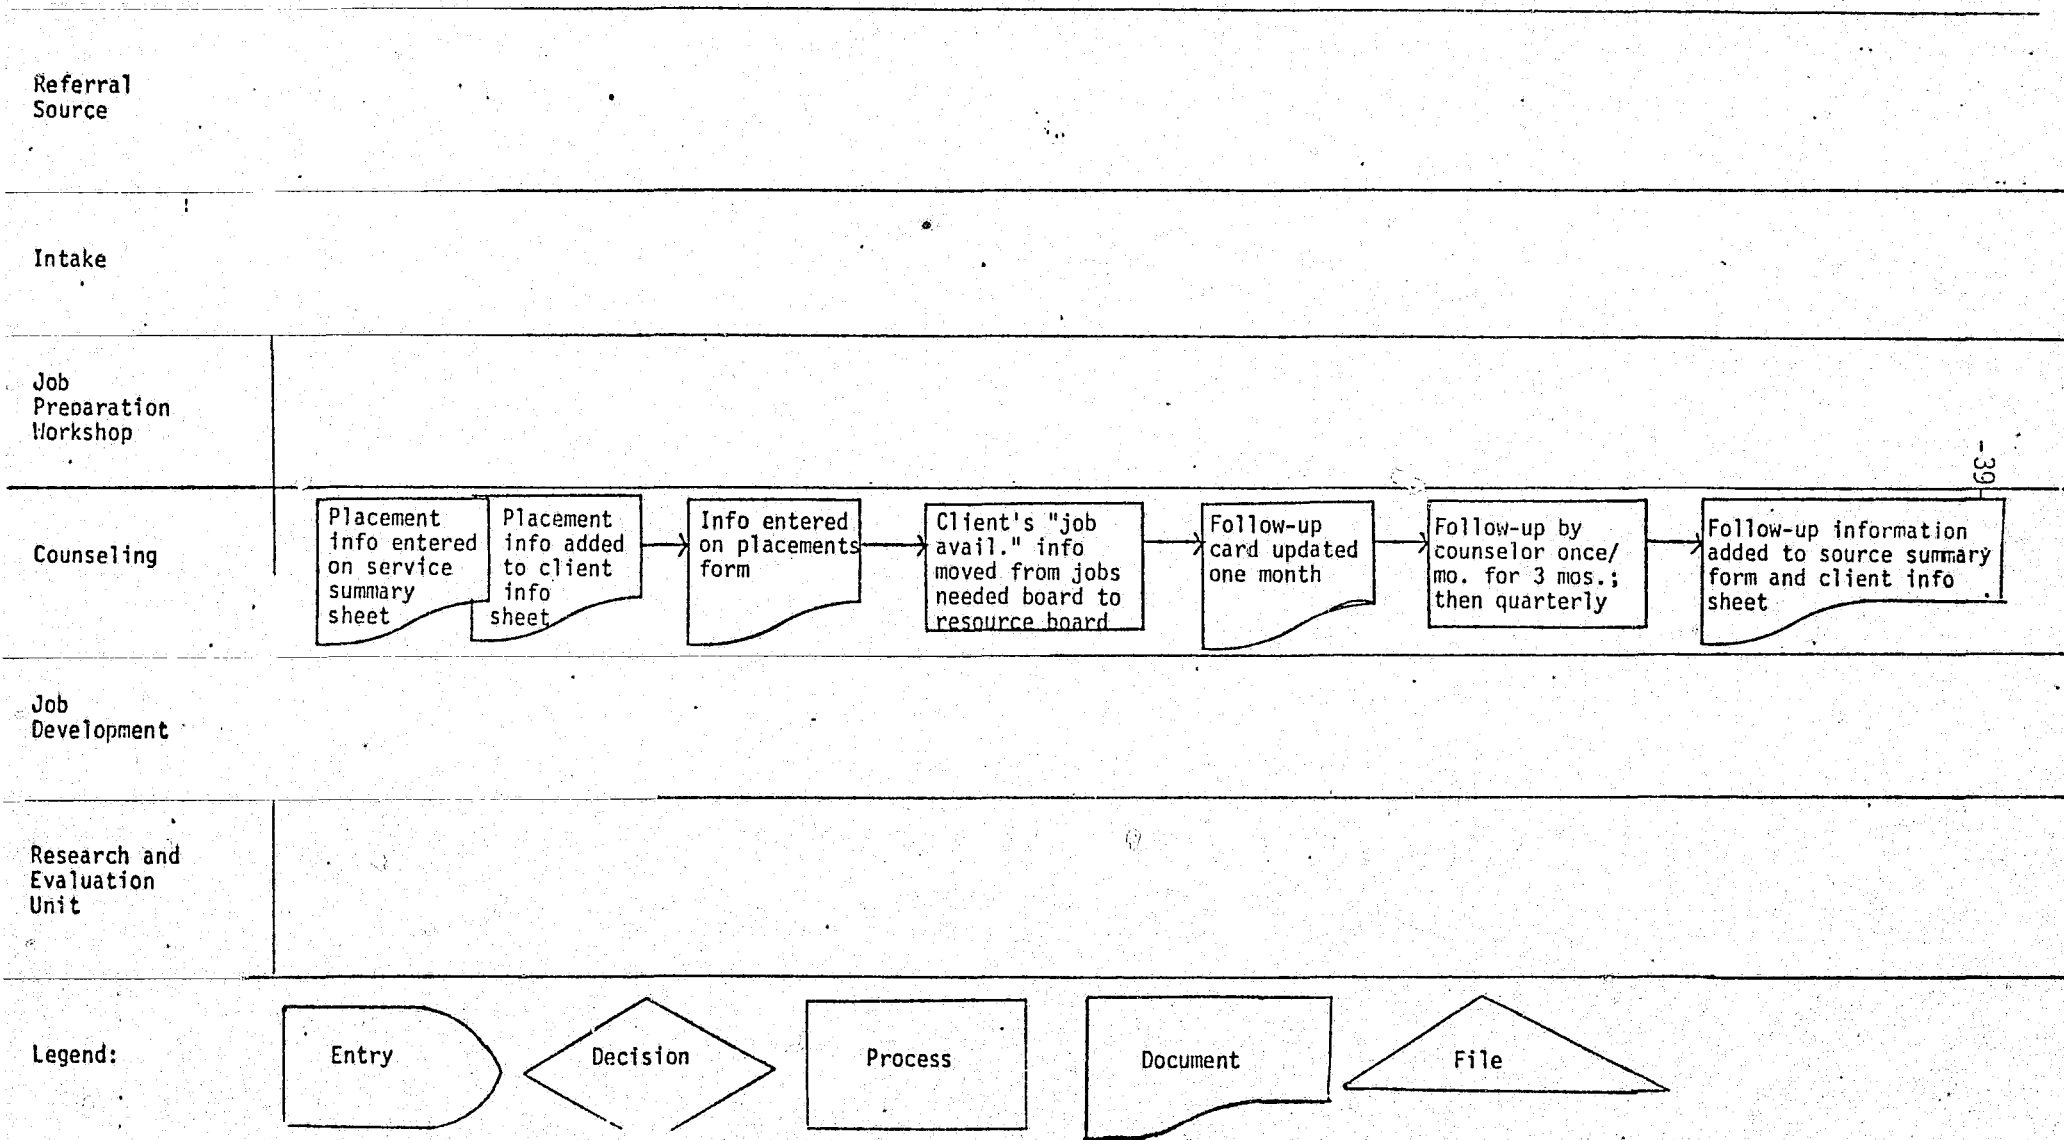 Referral
Source
Intake
Job
Preparation
Workshop
-39-
Counseling
Placement
info entered
on service
summary
sheet
Placement
info added
to client
info
sheet
Info entered
on placements
form
Client's "job
avail." info
moved from jobs
needed board to
resource board
Follow-up
card updated
one month
Follow-up by
counselor once/
mo. for 3 mos.;
then quarterly
Follow-up information
added to source summary
form and client info
sheet
Job
Development
Research and
Evaluation
Unit
Legend:
Entry
Decision
Process
Document
File